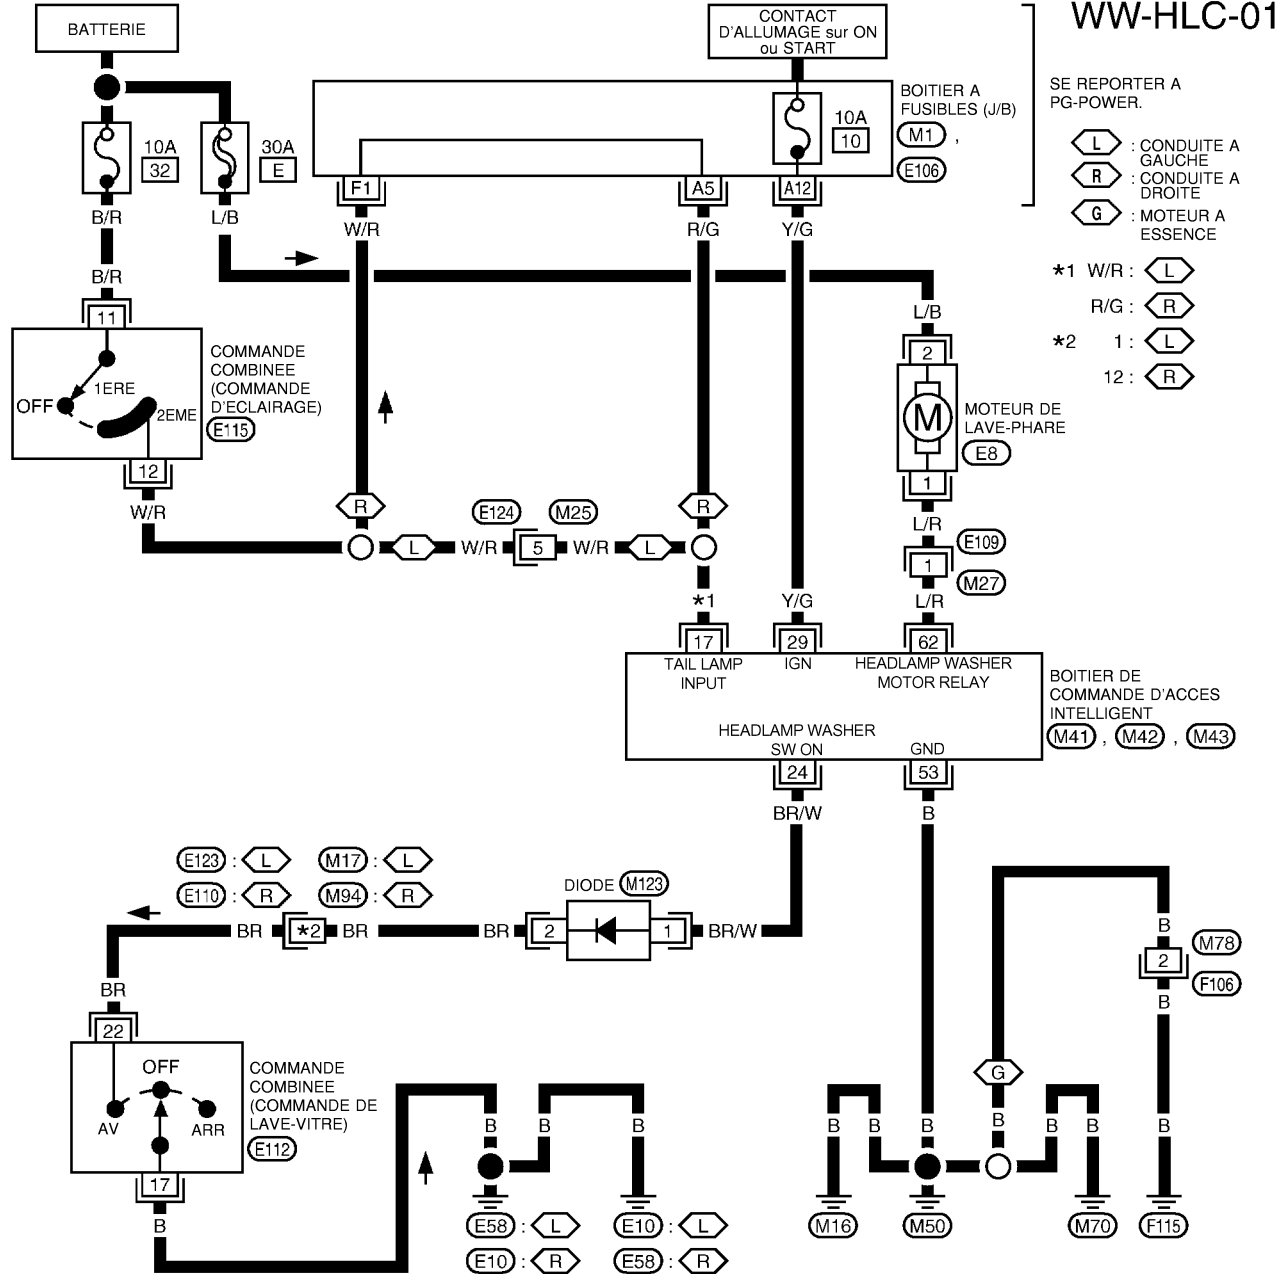 WW-HLC-01
BATTERIE
CONTACT
D'ALLUMAGE sur ON
ou START
SE REPORTER A
PG-POWER.
BOITIER A
FUSIBLES (J/B)
M1 ,
E106
10A
32
30A
E
10A
10
L : CONDUITE A
GAUCHE
R : CONDUITE A
DROITE
G : MOTEUR A
ESSENCE
F1
A5
A12
B/R
L/B
W/R
R/G
Y/G
*1 W/R : L
R/G : R
*2 1 : L
12 : R
B/R
11
L/B
2
OFF
1ERE
2EME
COMMANDE
COMBINEE
(COMMANDE
D'ECLAIRAGE)
E115
12
W/R
M
MOTEUR DE
LAVE-PHARE
E8
1
L/R
R
R
E124
M25
L
W/R
5
W/R
L
E109
1
M27
*1
Y/G
L/R
17
29
62
TAIL LAMP
INPUT
IGN
HEADLAMP WASHER
MOTOR RELAY
BOITIER DE
COMMANDE D'ACCES
INTELLIGENT
M41 , M42 , M43
HEADLAMP WASHER
SW ON
GND
24
53
BR/W
B
E123 : L
M17 : L
E110 : R
M94 : R
DIODE M123
BR
*2
BR
BR
2
1
BR/W
B
M78
2
F106
B
BR
22
OFF
AV
ARR
COMMANDE
COMBINEE
(COMMANDE DE
LAVE-VITRE)
E112
17
B
G
B
B
B
B
B
B
B
B
B
E58 : L
E10 : L
E10 : R
E58 : R
M16
M50
M70
F115